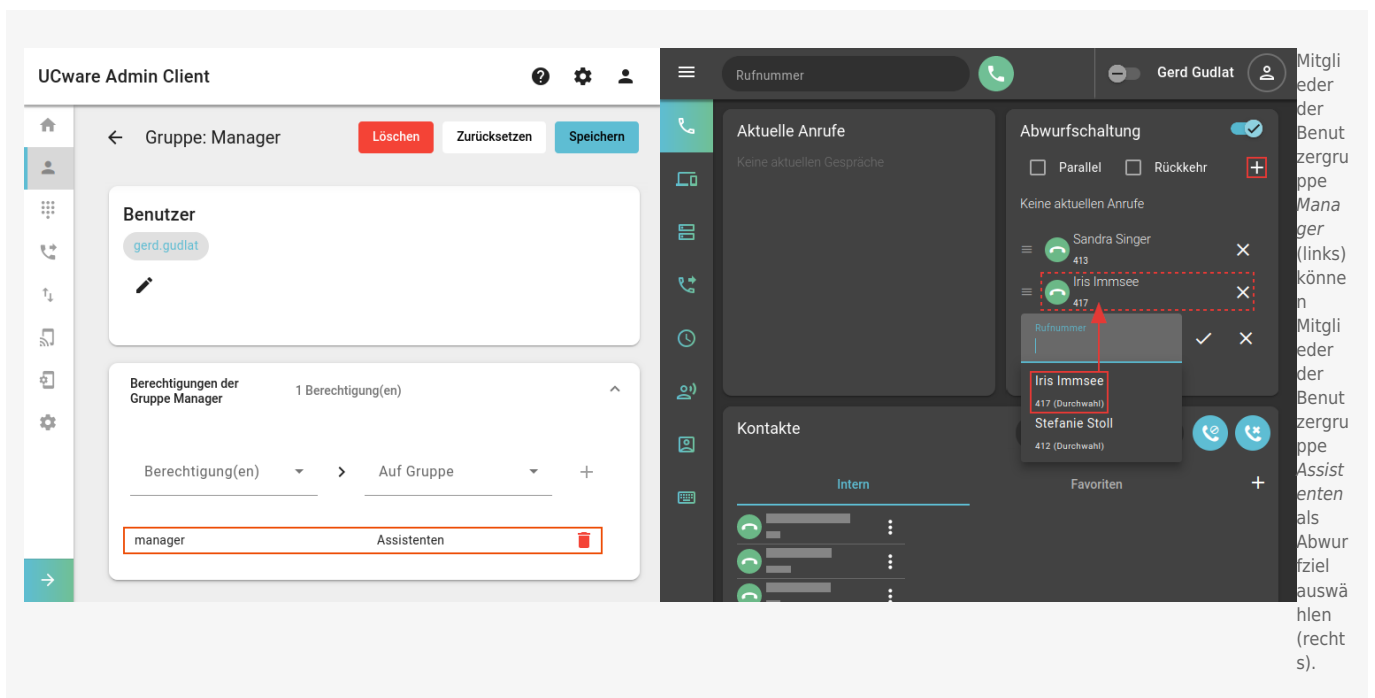 UCware Admin Client
Gruppe: Manager
Löschen
Zurücksetzen
Speichern
Benutzer
gerd.gudlat
Berechtigungen der
Gruppe Manager
1 Berechtigung(en)
Berechtigung(en)
Auf Gruppe
manager
Assistenten
Rufnummer
Gerd Gudlat
Aktuelle Anrufe
Keine aktuellen Gespräche
Abwurfschaltung
Parallel
Rückkehr
Keine aktuellen Anrufe
Sandra Singer
413
Iris Immsee
417
Rufnummer
Iris Immsee
417 (Durchwahl)
Stefanie Stoll
412 (Durchwahl)
Kontakte
Intern
Favoriten
Mitgli
eder
der
Benut
zergru
ppe
Mana
ger
(links)
könne
n
Mitgli
eder
der
Benut
zergru
ppe
Assist
enten
als
Abwur
fziel
auswä
hlen
(recht
s).